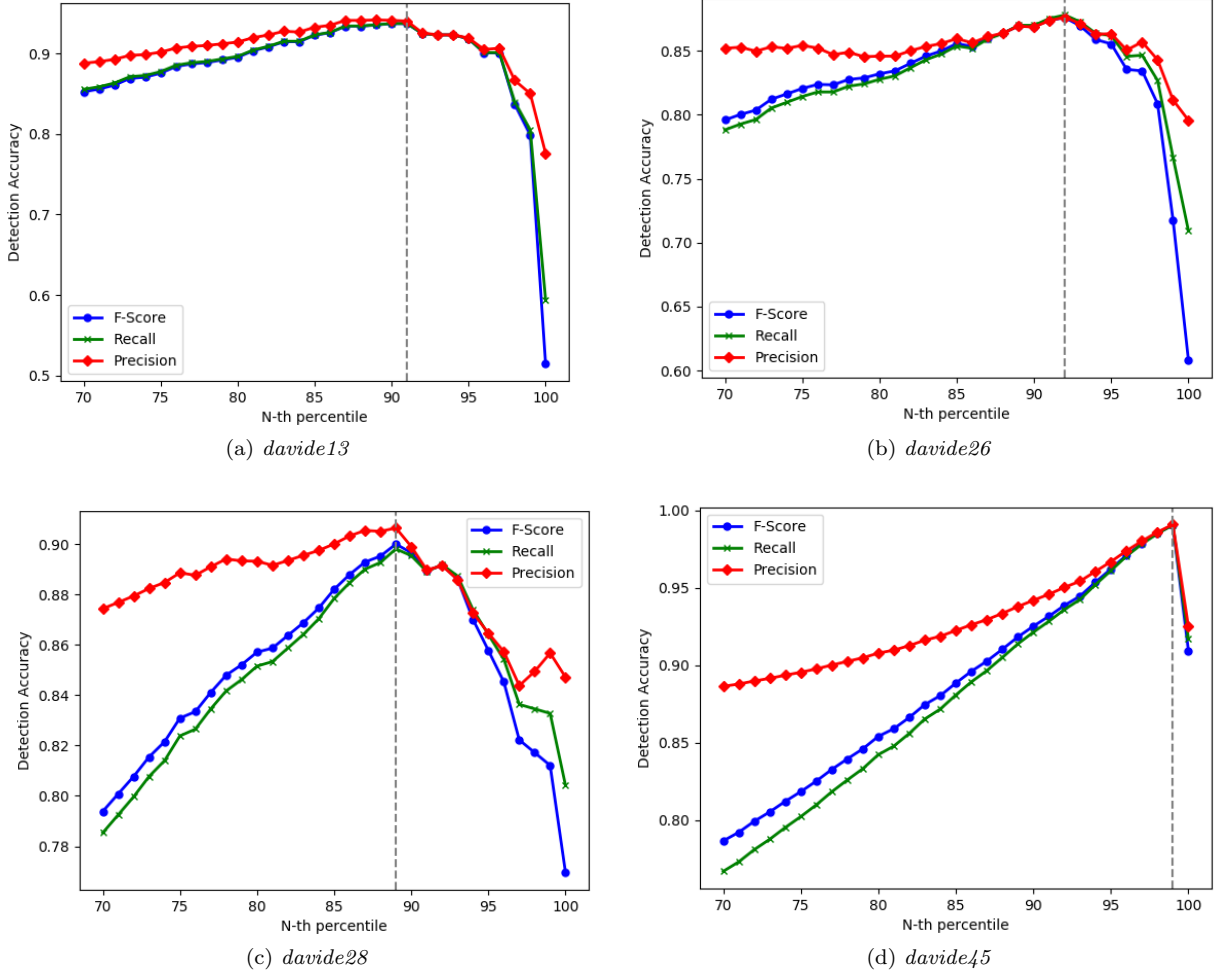 0.9
0.8
0.7
0.6
0.5
Detection Accuracy
F-Score
Recall
Precision
70 75 80 85 90 95 100
N-th percentile
(a) davide13
0.85
0.80
0.75
0.70
0.65
0.60
Detection Accuracy
F-Score
Recall
Precision
70 75 80 85 90 95 100
N-th percentile
(b) davide26
0.90
0.88
0.86
0.84
0.82
0.80
0.78
Detection Accuracy
F-Score
Recall
Precision
70 75 80 85 90 95 100
N-th percentile
(c) davide28
1.00
0.95
0.90
0.85
0.80
Detection Accuracy
F-Score
Recall
Precision
70 75 80 85 90 95 100
N-th percentile
(d) davide45